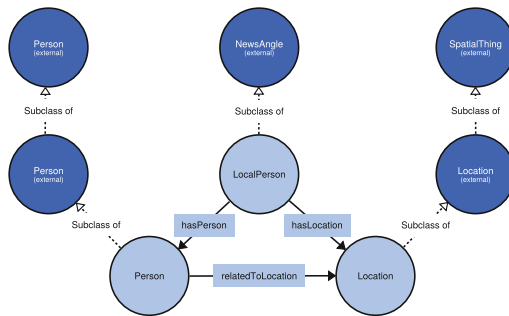 Person
(external)
NewsAngle
(external)
SpatialThing
(external)
Subclass of
Subclass of
Subclass of
Person
(external)
LocalPerson
Location
(external)
Subclass of
hasPerson
hasLocation
Subclass of
Person
relatedToLocation
Location